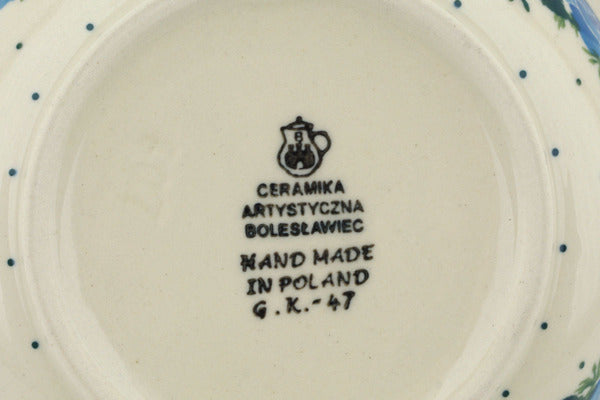 B
CERAMIKA
ARTYSTYCZNA
BOLESŁAWIEC
HAND MADE
IN POLAND
G.K.-47